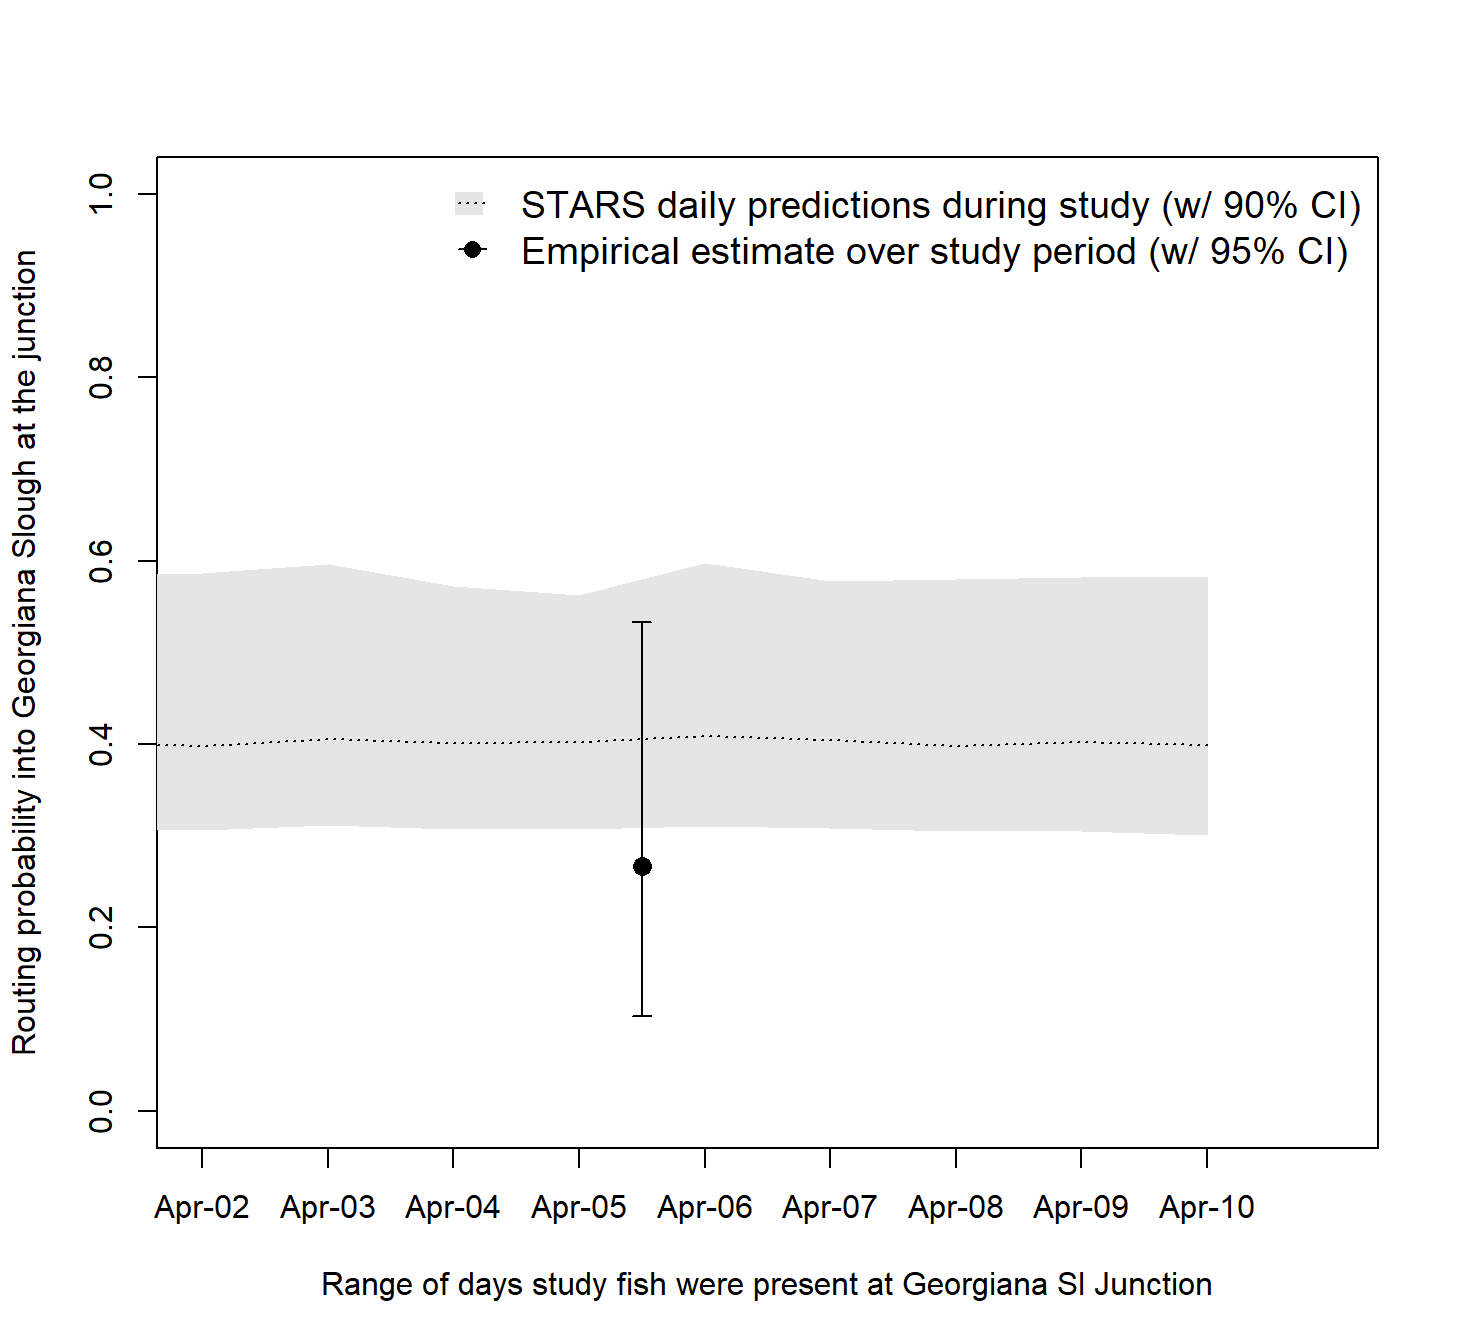 STARS daily predictions during study (w/ 90% CI)
Empirical estimate over study period (w/ 95% CI)
Routing probability into Georgiana Slough at the junction
1.0
0.8
0.6
0.4
0.2
0.0
Apr-02 Apr-03 Apr-04 Apr-05 Apr-06 Apr-07 Apr-08 Apr-09 Apr-10
Range of days study fish were present at Georgiana Sl Junction